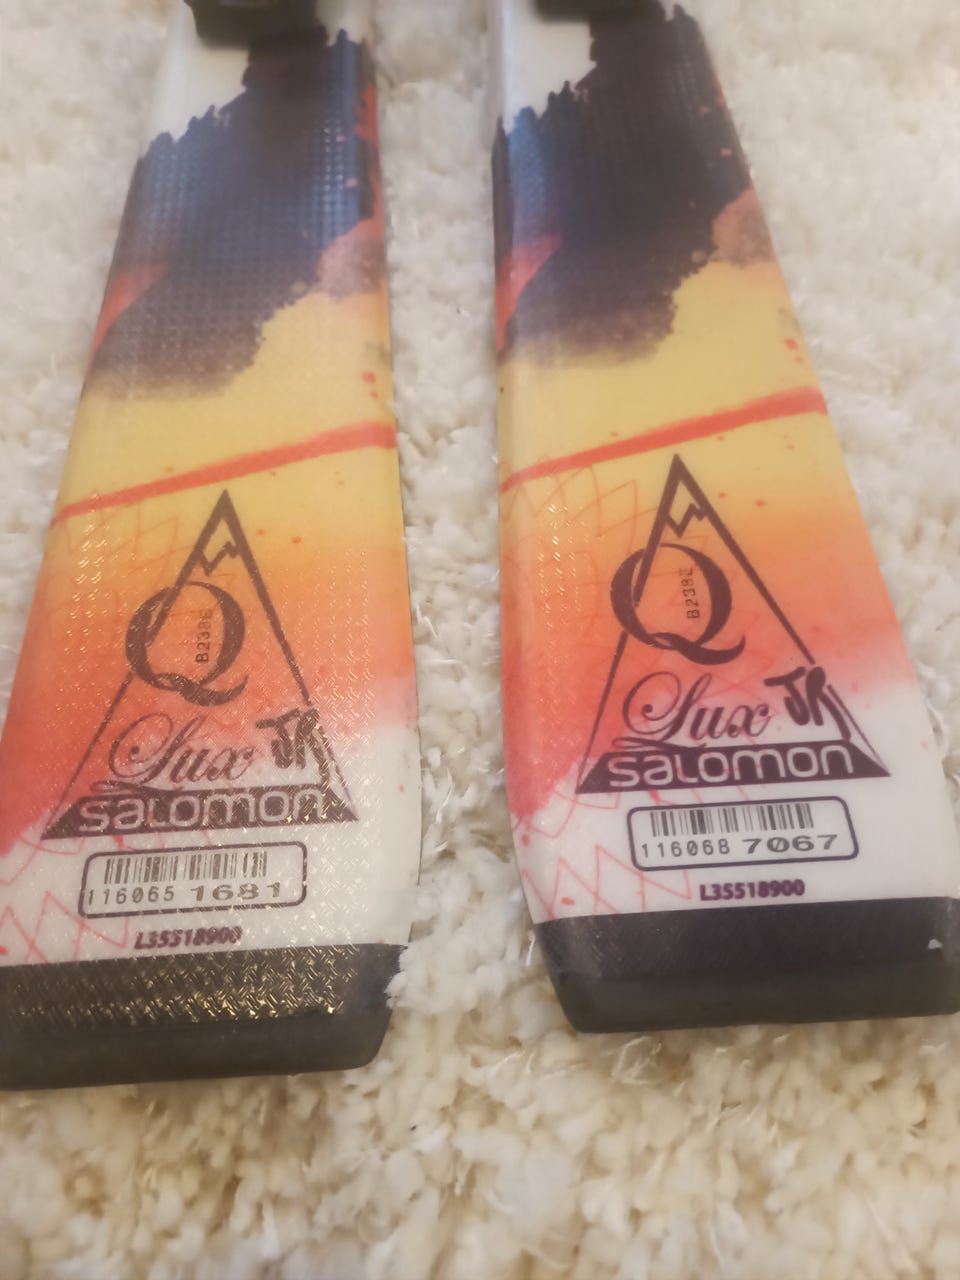 Q
B238E
Lux JR
SALOMON
116065 1681
L35518900
Q
B238E
Lux JR
SALOMON
116068 7067
L35518900